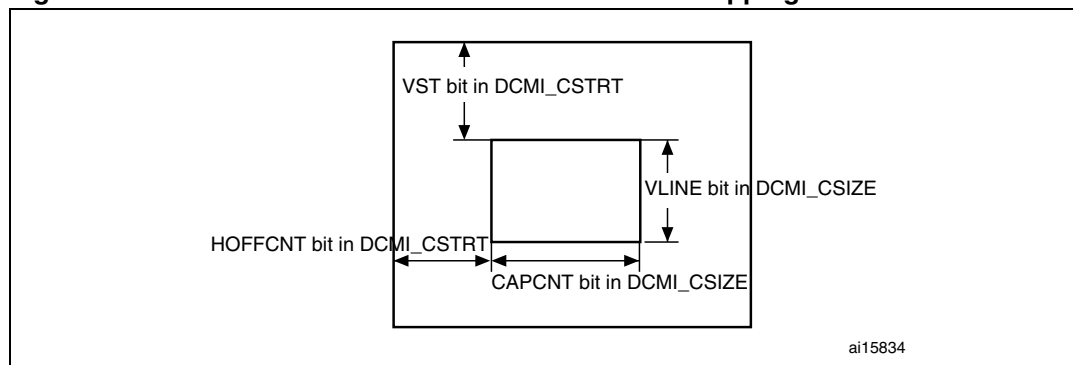 VST bit in DCMI_CSTRT
VLINE bit in DCMI_CSIZE
HOFFCNT bit in DCMI_CSTRT
CAPCNT bit in DCMI_CSIZE
ai15834